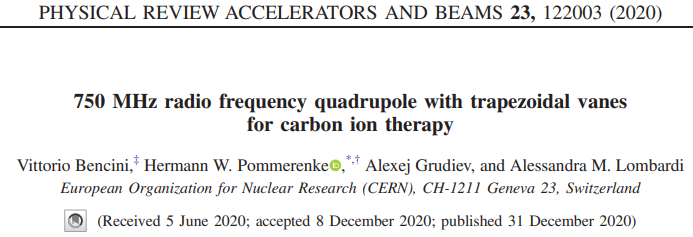 PHYSICAL REVIEW ACCELERATORS AND BEAMS 23, 122003 (2020)
750 MHz radio frequency quadrupole with trapezoidal vanes
for carbon ion therapy
Vittorio Bencini,‡ Hermann W. Pommerenke,*,† Alexej Grudiev, and Alessandra M. Lombardi
European Organization for Nuclear Research (CERN), CH-1211 Geneva 23, Switzerland
(Received 5 June 2020; accepted 8 December 2020; published 31 December 2020)